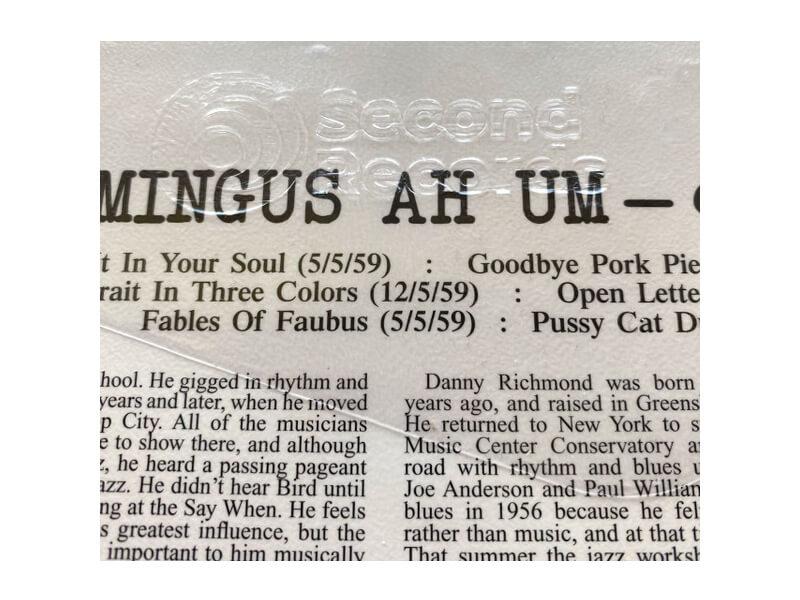 Second
Records
MINGUS AH UM –
t In Your Soul (5/5/59) : Goodbye Pork Pie
rait In Three Colors (12/5/59) : Open Lette
Fables Of Faubus (5/5/59) : Pussy Cat D
hool. He gigged in rhythm and
years and later, when he moved
p City. All of the musicians
e to show there, and although
z, he heard a passing pageant
azz. He didn't hear Bird until
ng at the Say When. He feels
s greatest influence, but the
important to him musically
Danny Richmond was born
years ago, and raised in Greens
He returned to New York to s
Music Center Conservatory a
road with rhythm and blues u
Joe Anderson and Paul William
blues in 1956 because he fel
rather than music, and at that t
That summer the jazz worksh